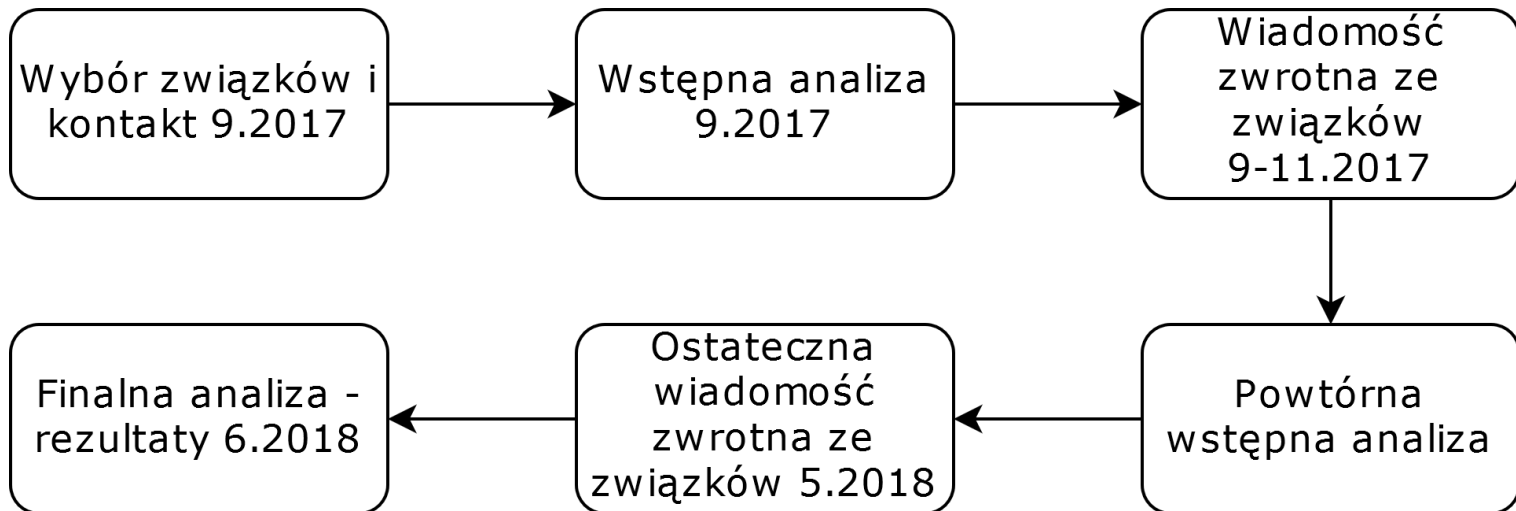 Wybór związków i
kontakt 9.2017
Wstępna analiza
9.2017
Wiadomość
zwrotna ze
związków
9-11.2017
Powtórna
wstępna analiza
Ostateczna
wiadomość
zwrotna ze
związków 5.2018
Finalna analiza -
rezultaty 6.2018